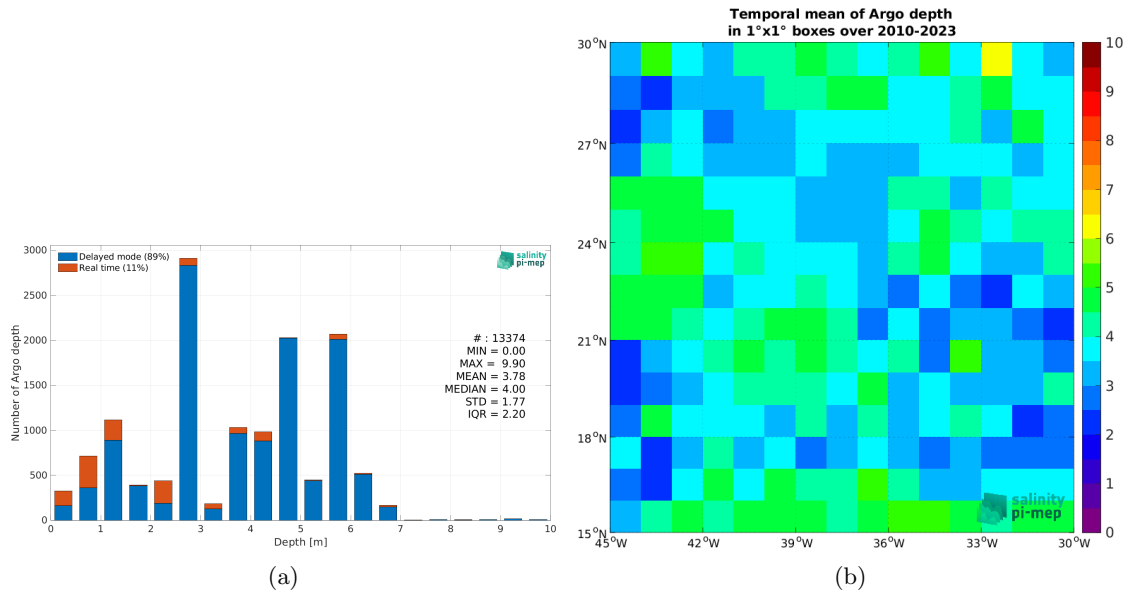 Delayed mode (89%)
Real time (11%)
salinity
pi-mep
3000
2500
2000
1500
1000
500
0
Number of Argo depth
# : 13374
MIN = 0.00
MAX = 9.90
MEAN = 3.78
MEDIAN = 4.00
STD = 1.77
IQR = 2.20
0 1 2 3 4 5 6 7 8 9 10
Depth [m]
(a)
Temporal mean of Argo depth
in 1°x1° boxes over 2010-2023
30°N
27°N
24°N
21°N
18°N
15°N
45°W 42°W 39°W 36°W 33°W 30°W
salinity
pi-mep
10
9
8
7
6
5
4
3
2
1
0
(b)